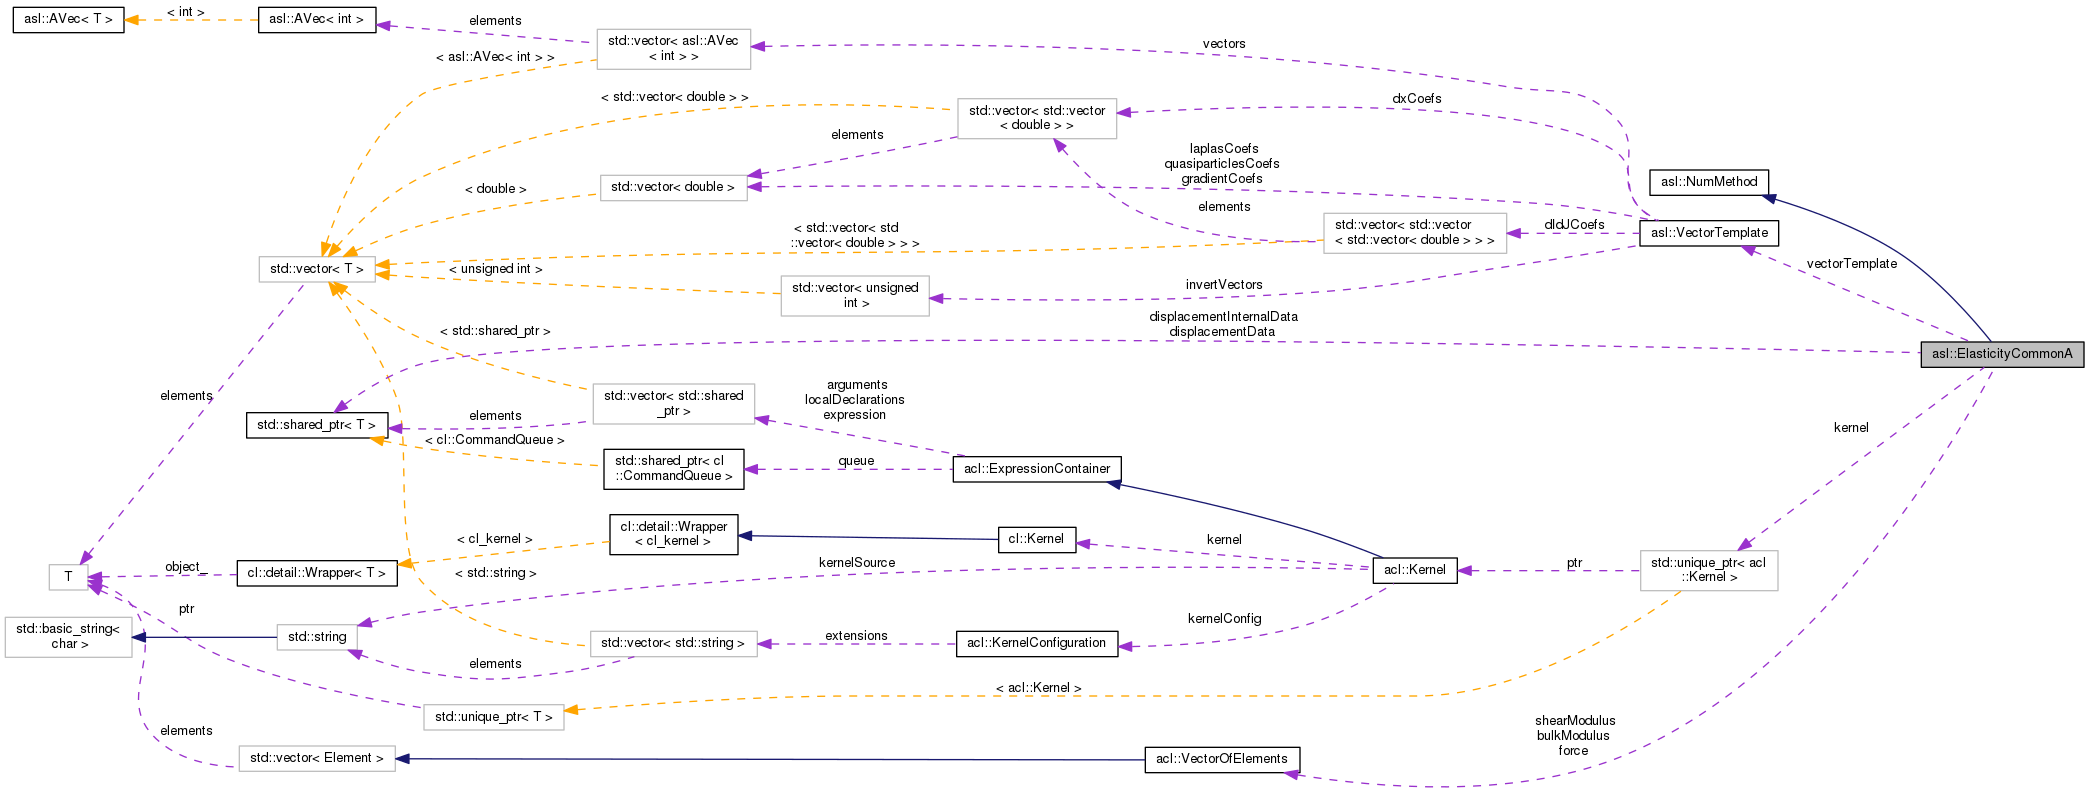 asl::AVec< T >
< int >
asl::AVec< int >
elements
std::vector< asl::AVec
< int > >
vectors
< asl::AVec< int > >
< std::vector< double > >
std::vector< std::vector
< double > >
dxCoefs
elements
laplasCoefs
quasiparticlesCoefs
gradientCoefs
std::vector< double >
< double >
asl::NumMethod
elements
std::vector< std::vector
< std::vector< double > > >
dldJCoefs
asl::VectorTemplate
< std::vector< std
::vector< double > > >
std::vector< T >
< unsigned int >
std::vector< unsigned
int >
invertVectors
vectorTemplate
< std::shared_ptr >
displacementInternalData
displacementData
asl::ElasticityCommonA
elements
std::vector< std::shared
_ptr >
arguments
localDeclarations
expression
std::shared_ptr< T >
elements
< cl::CommandQueue >
std::shared_ptr< cl
::CommandQueue >
queue
acl::ExpressionContainer
kernel
cl::detail::Wrapper
< cl_kernel >
cl::Kernel
kernel
< cl_kernel >
T
object_
cl::detail::Wrapper< T >
< std::string >
kernelSource
acl::Kernel
ptr
std::unique_ptr< acl
::Kernel >
ptr
std::basic_string<
char >
std::string
std::vector< std::string >
extensions
acl::KernelConfiguration
kernelConfig
elements
< acl::Kernel >
std::unique_ptr< T >
elements
std::vector< Element >
acl::VectorOfElements
shearModulus
bulkModulus
force